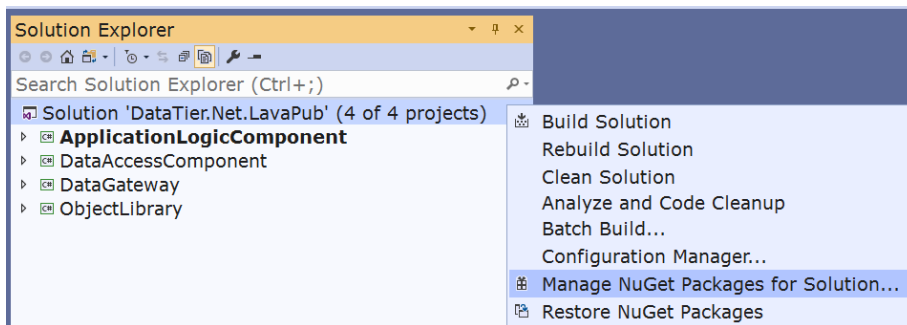 Solution Explorer
Search Solution Explorer (Ctrl+;)
Solution 'DataTier.Net.LavaPub' (4 of 4 projects)
C# ApplicationLogicComponent
C# DataAccessComponent
C# DataGateway
C# ObjectLibrary
Build Solution
Rebuild Solution
Clean Solution
Analyze and Code Cleanup
Batch Build...
Configuration Manager...
Manage NuGet Packages for Solution...
Restore NuGet Packages